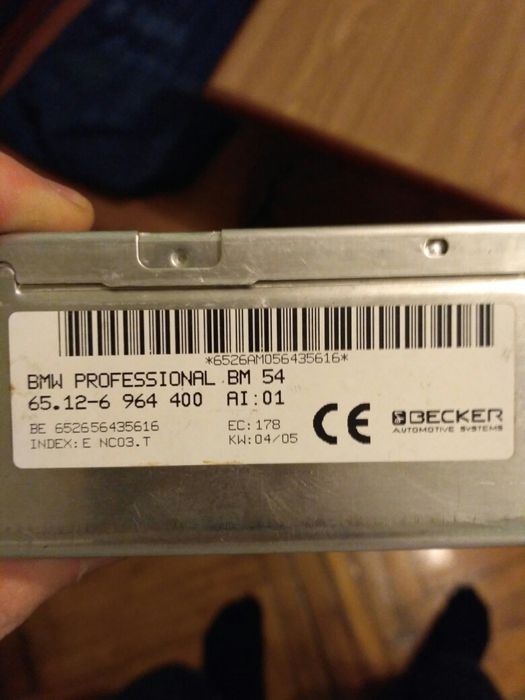 *6526AM056435616*
BMW PROFESSIONAL BM 54
65.12-6 964 400 AI:01
BE 652656435616 EC:178
INDEX:E NC03.T KW:04/05
CE
BECKER
AUTOMOTIVE SYSTEMS